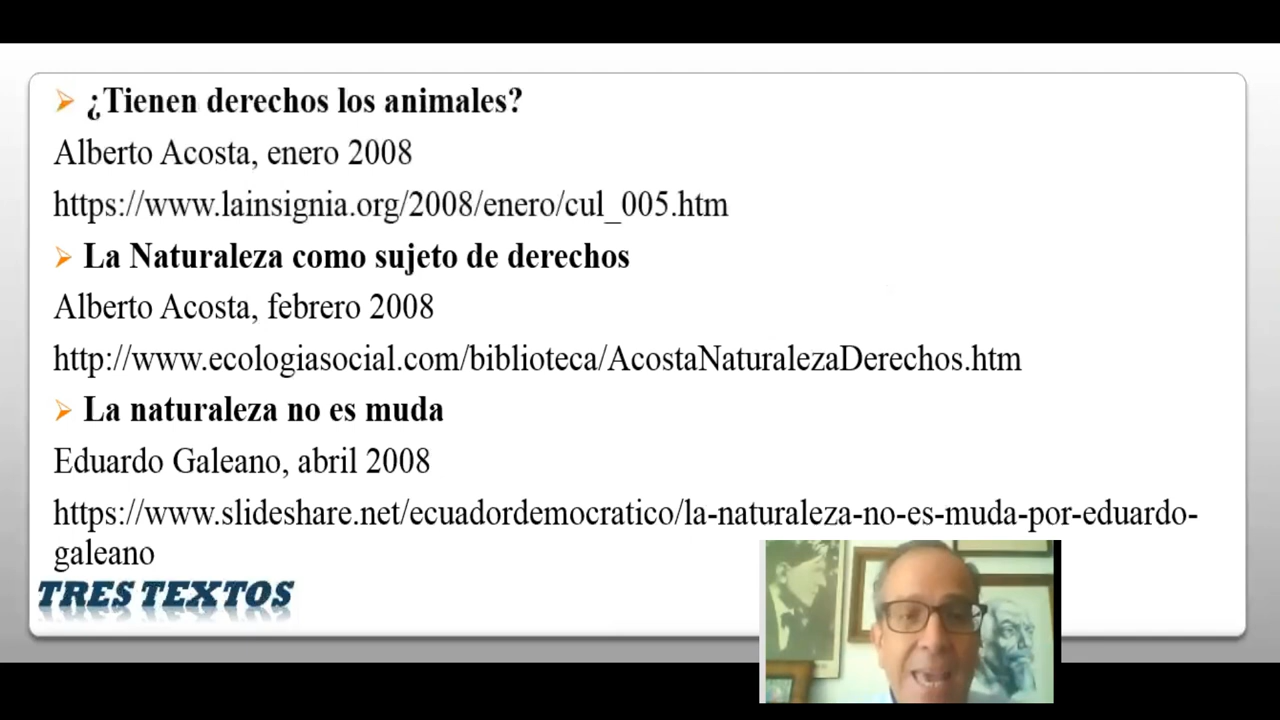 ¿Tienen derechos los animales?
Alberto Acosta, enero 2008
https://www.lainsignia.org/2008/enero/cul_005.htm
La Naturaleza como sujeto de derechos
Alberto Acosta, febrero 2008
http://www.ecologiasocial.com/biblioteca/AcostaNaturalezaDerechos.htm
La naturaleza no es muda
Eduardo Galeano, abril 2008
https://www.slideshare.net/ecuadordemocratico/la-naturaleza-no-es-muda-por-eduardo-
galeano
TRES TEXTOS